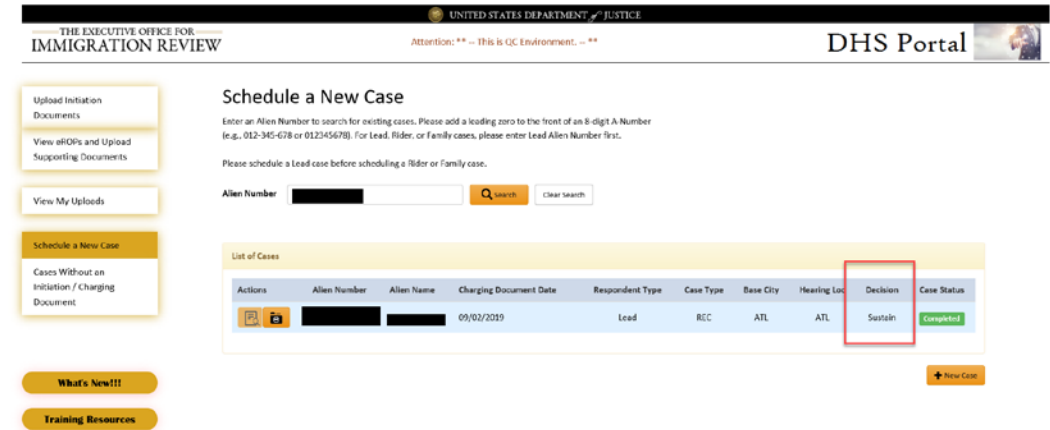 UNITED STATES DEPARTMENT of JUSTICE
THE EXECUTIVE OFFICE FOR
IMMIGRATION REVIEW
Attention: ** -- This is QC Environment. -- **
DHS Portal
Upload Initiation
Documents
View eROPs and Upload
Supporting Documents
View My Uploads
Schedule a New Case
Cases Without an
Initiation / Charging
Document
What's New!!!
Training Resources
Schedule a New Case
Enter an Alien Number to search for existing cases. Please add a leading zero to the front of an 8-digit A-Number
(e.g., 012-345-678 or 012345678). For Lead, Rider, or Family cases, please enter Lead Alien Number first.
Please schedule a Lead case before scheduling a Rider or Family case.
Alien Number Search Clear Search
List of Cases
Actions Alien Number Alien Name Charging Document Date Respondent Type Case Type Base City Hearing Loc Decision Case Status
09/02/2019 Lead REC ATL ATL Sustain Completed
+ New Case